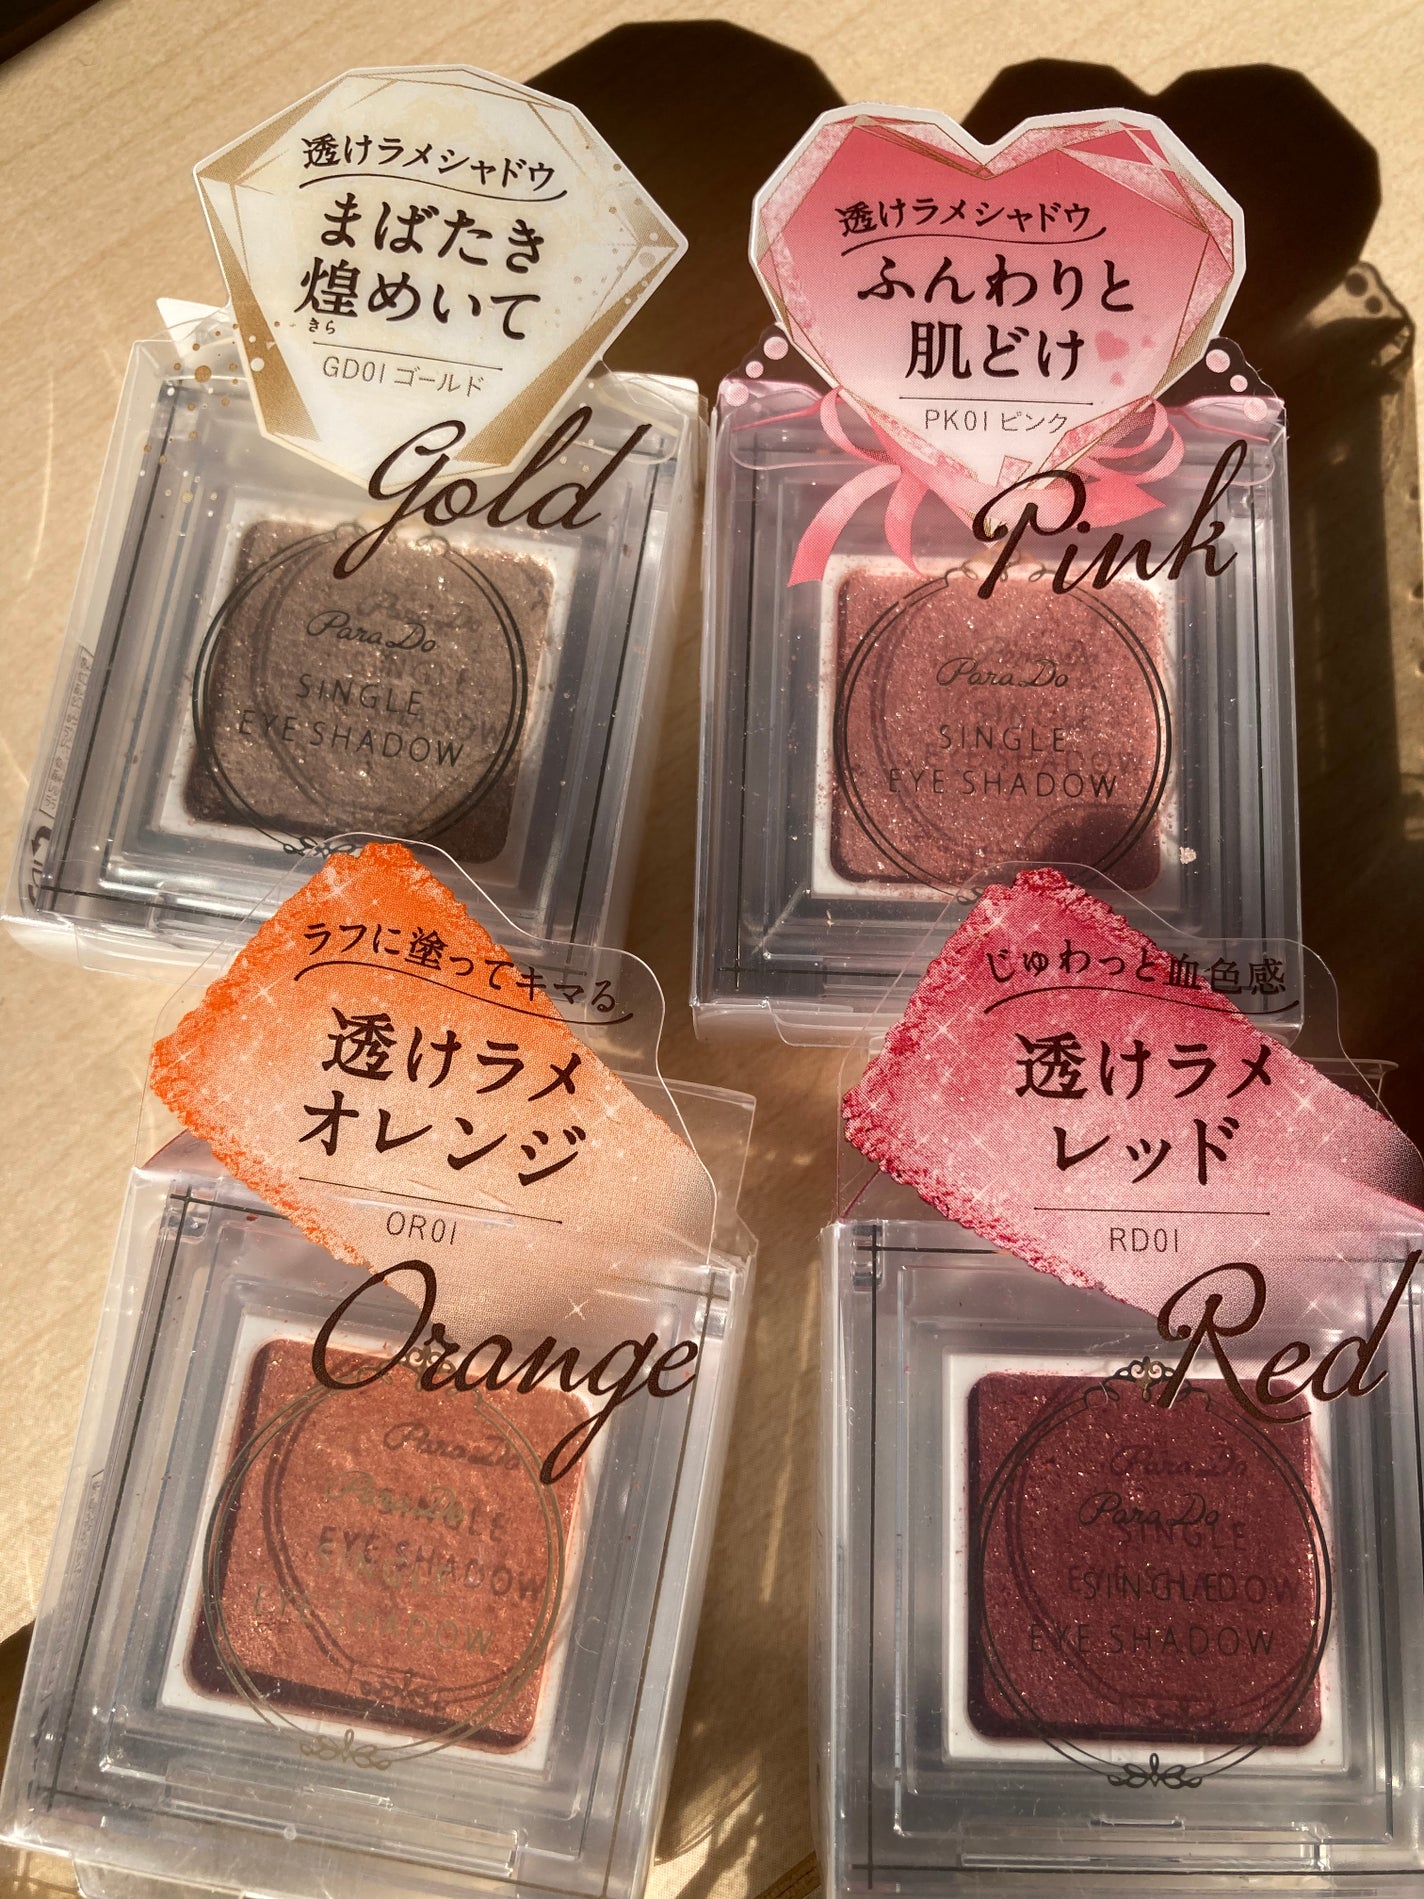 透けラメシャドウ
まばたき
煌めいて
きら
GD01 ゴールド
Gold
Para Do
SINGLE
EYE SHADOW
透けラメシャドウ
ふんわりと
肌どけ
PK01 ピンク
Pink
Para Do
SINGLE
EYE SHADOW
ラフに塗ってキマる
透けラメ
オレンジ
OR01
Orange
Para Do
SINGLE
EYE SHADOW
じゅわっと血色感
透けラメ
レッド
RD01
Red
Para Do
SINGLE
EYE SHADOW